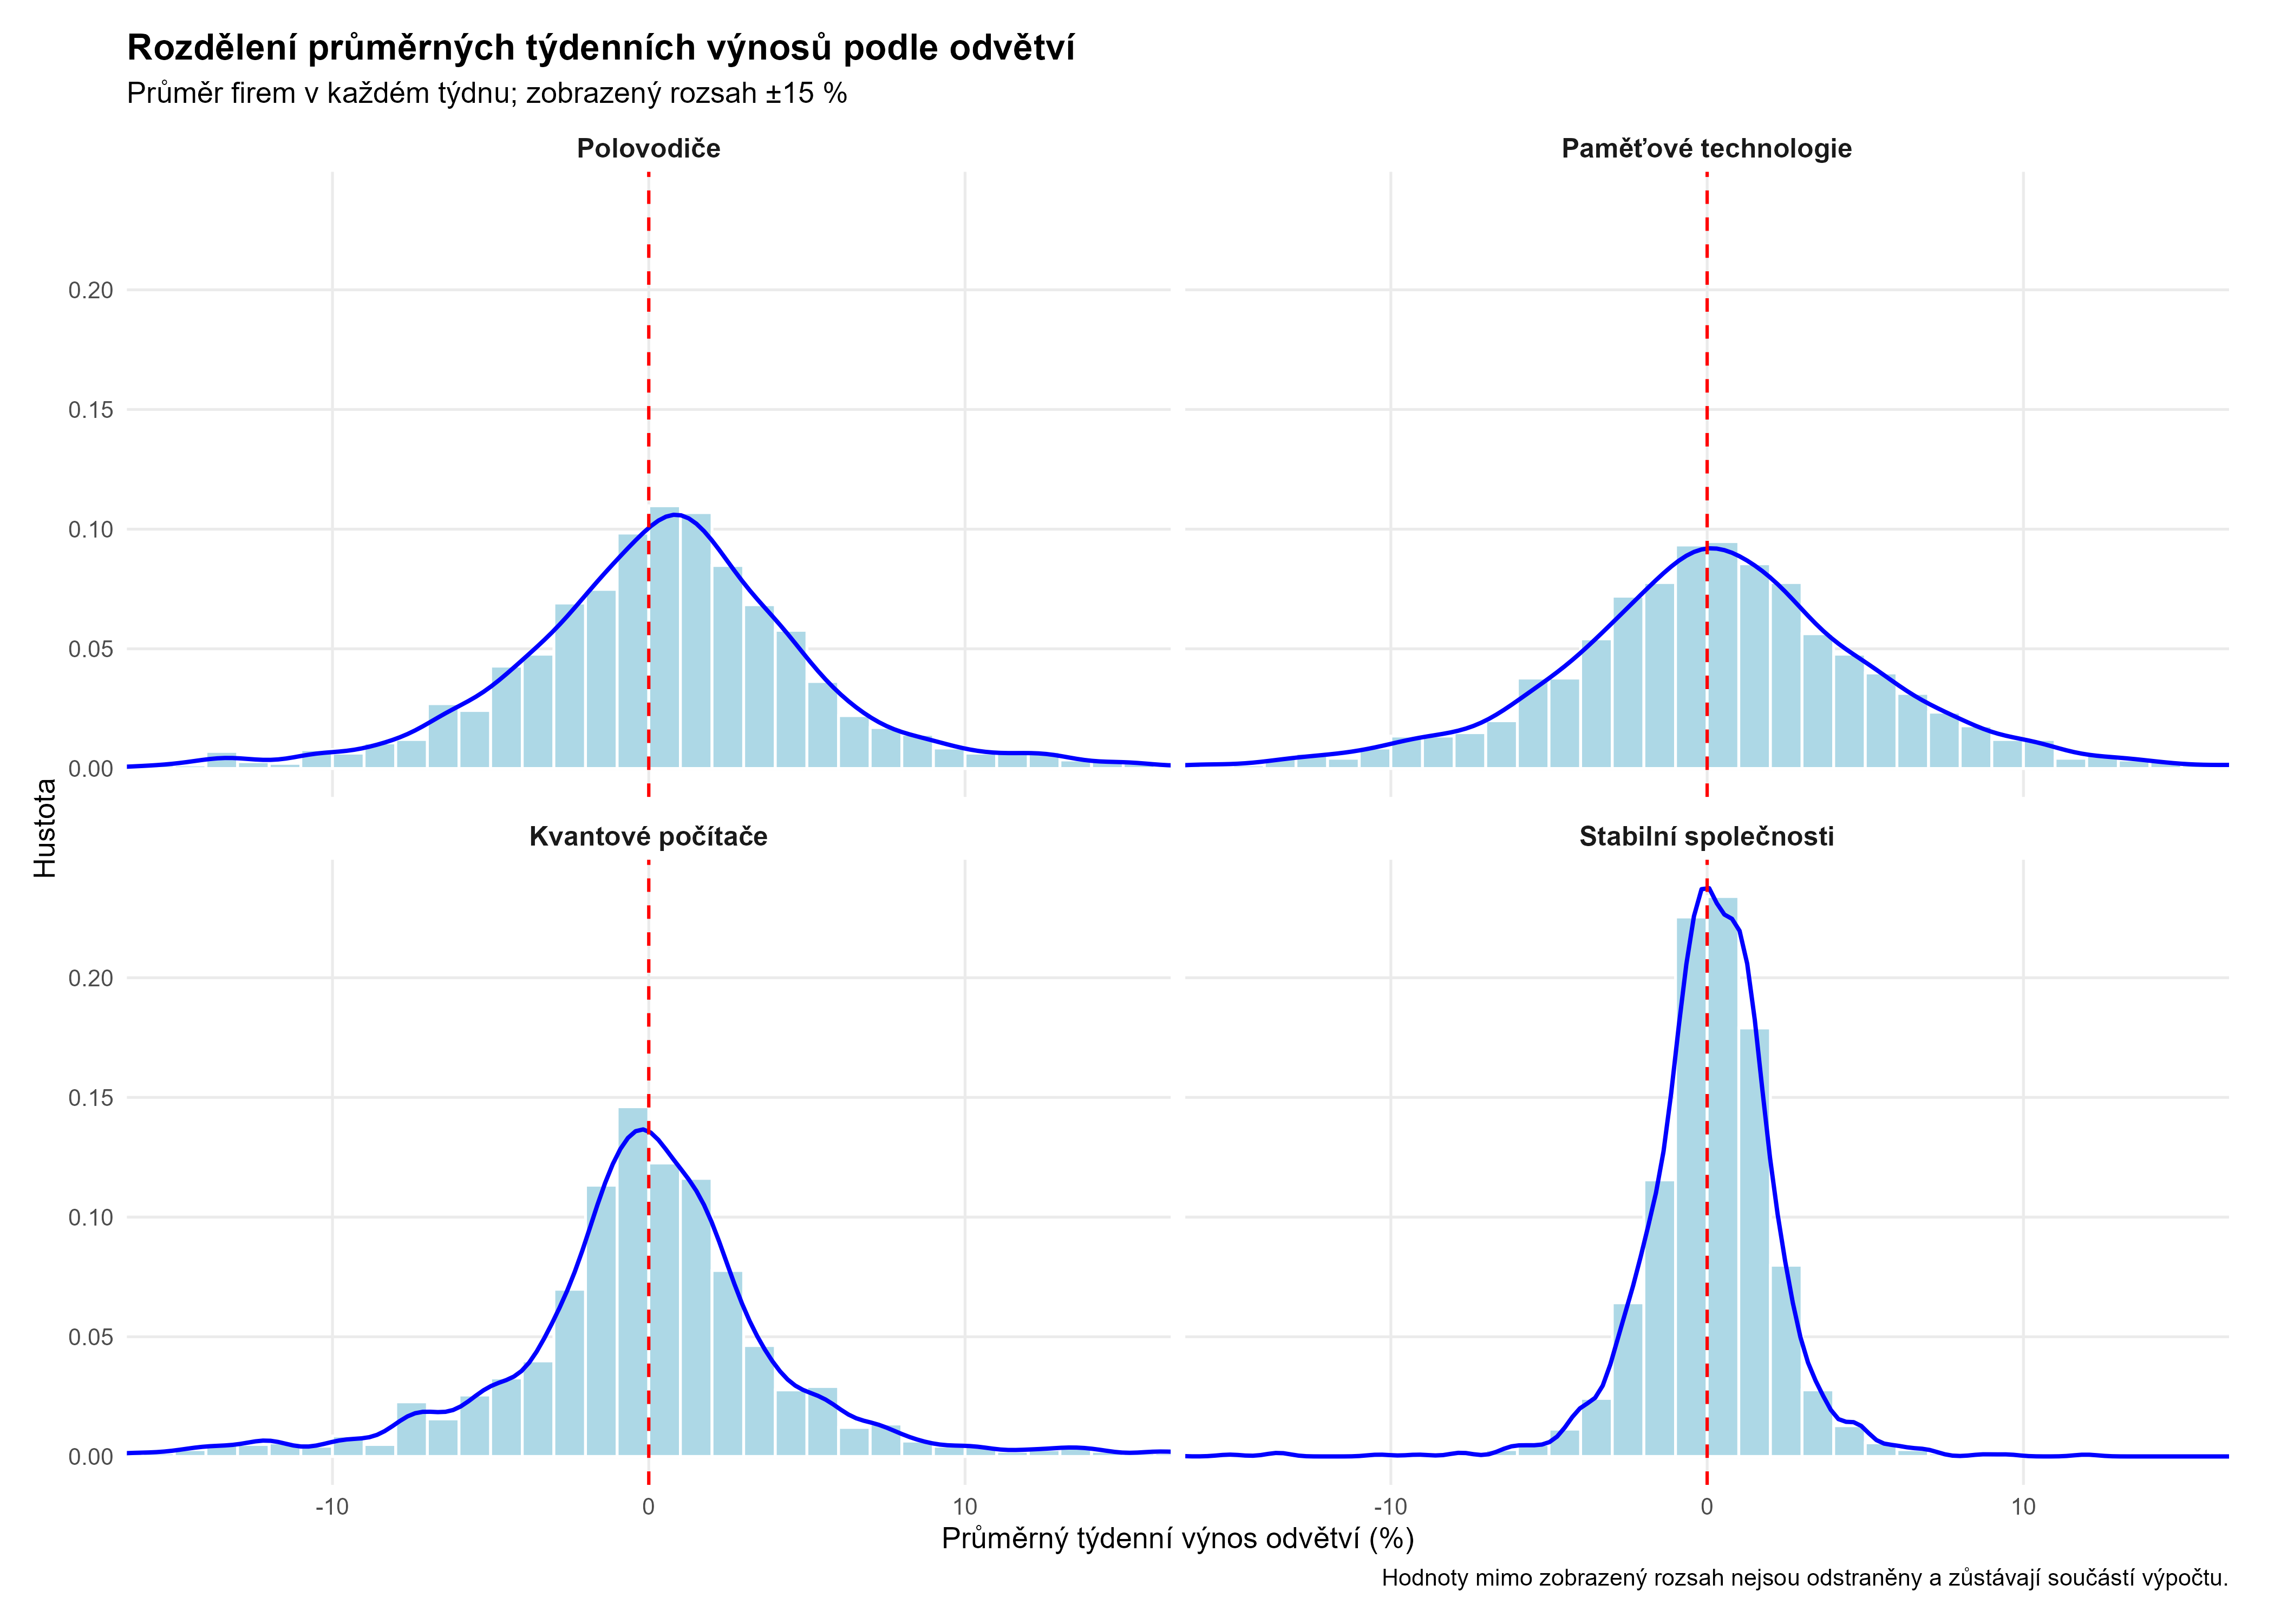 Rozdělení průměrných týdenních výnosů podle odvětví
Průměr firem v každém týdnu; zobrazený rozsah ±15 %
Polovodiče
Paměťové technologie
0.20
0.15
0.10
0.05
0.00
Hustota
Kvantové počítače
Stabilní společnosti
0.20
0.15
0.10
0.05
0.00
-10 0 10 -10 0 10
Průměrný týdenní výnos odvětví (%)
Hodnoty mimo zobrazený rozsah nejsou odstraněny a zůstávají součástí výpočtu.